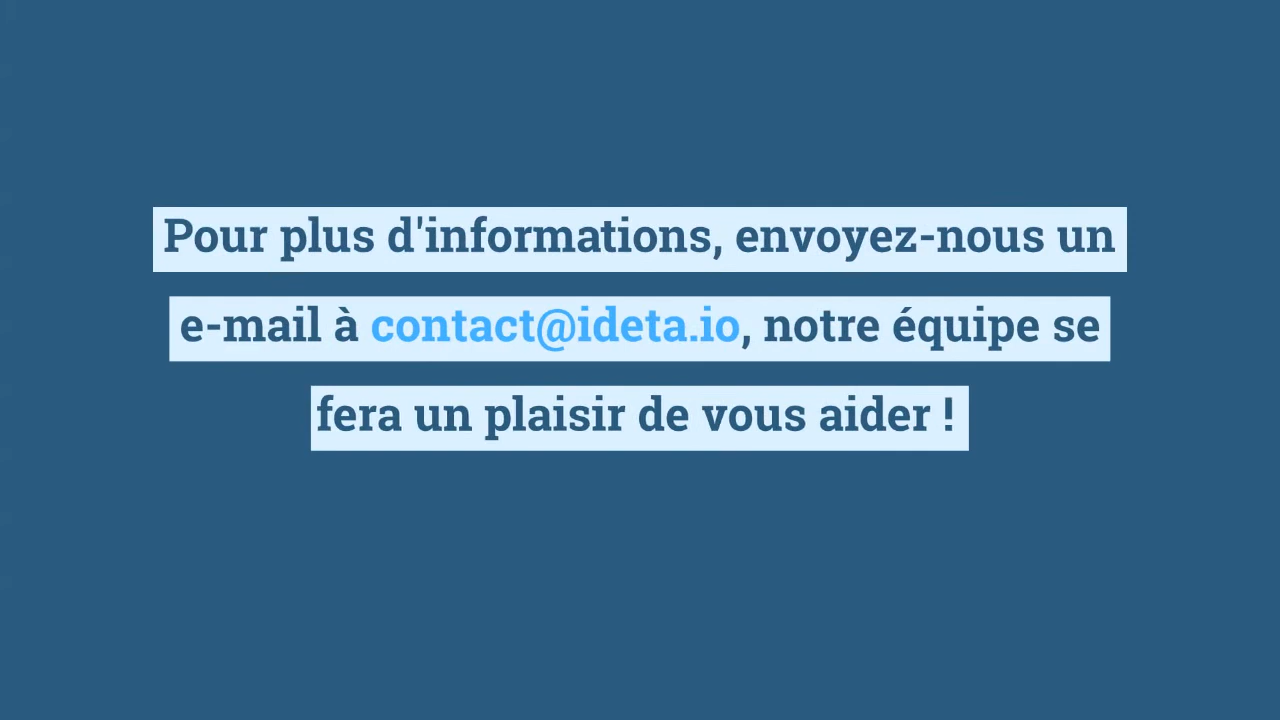 Pour plus d'informations, envoyez-nous un
e-mail à contact@ideta.io, notre équipe se
fera un plaisir de vous aider !